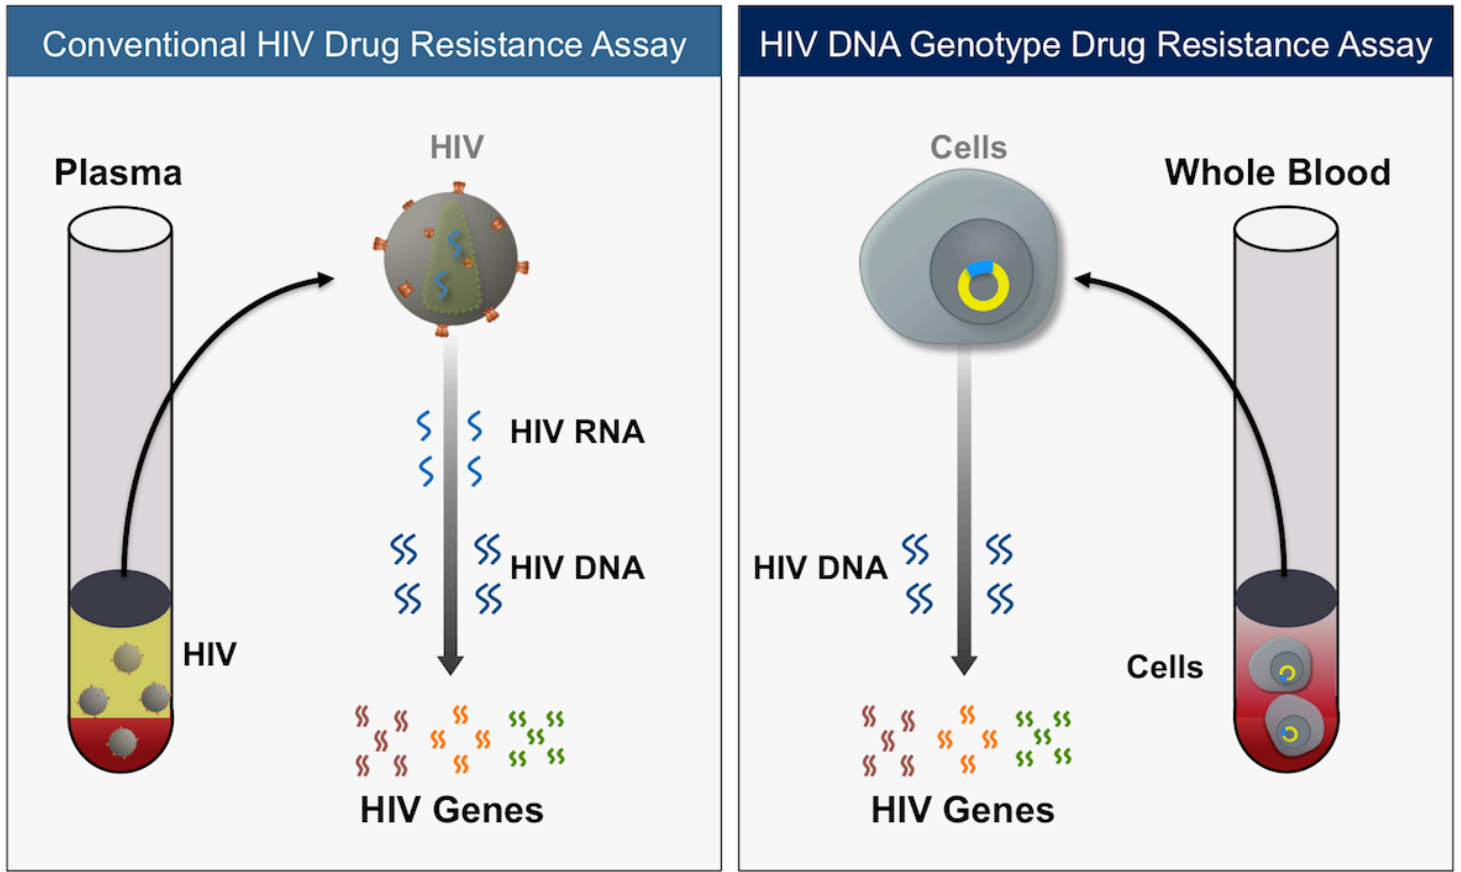 Conventional HIV Drug Resistance Assay
Plasma
HIV
HIV RNA
HIV DNA
HIV
HIV Genes
HIV DNA Genotype Drug Resistance Assay
Cells
Whole Blood
HIV DNA
Cells
HIV Genes